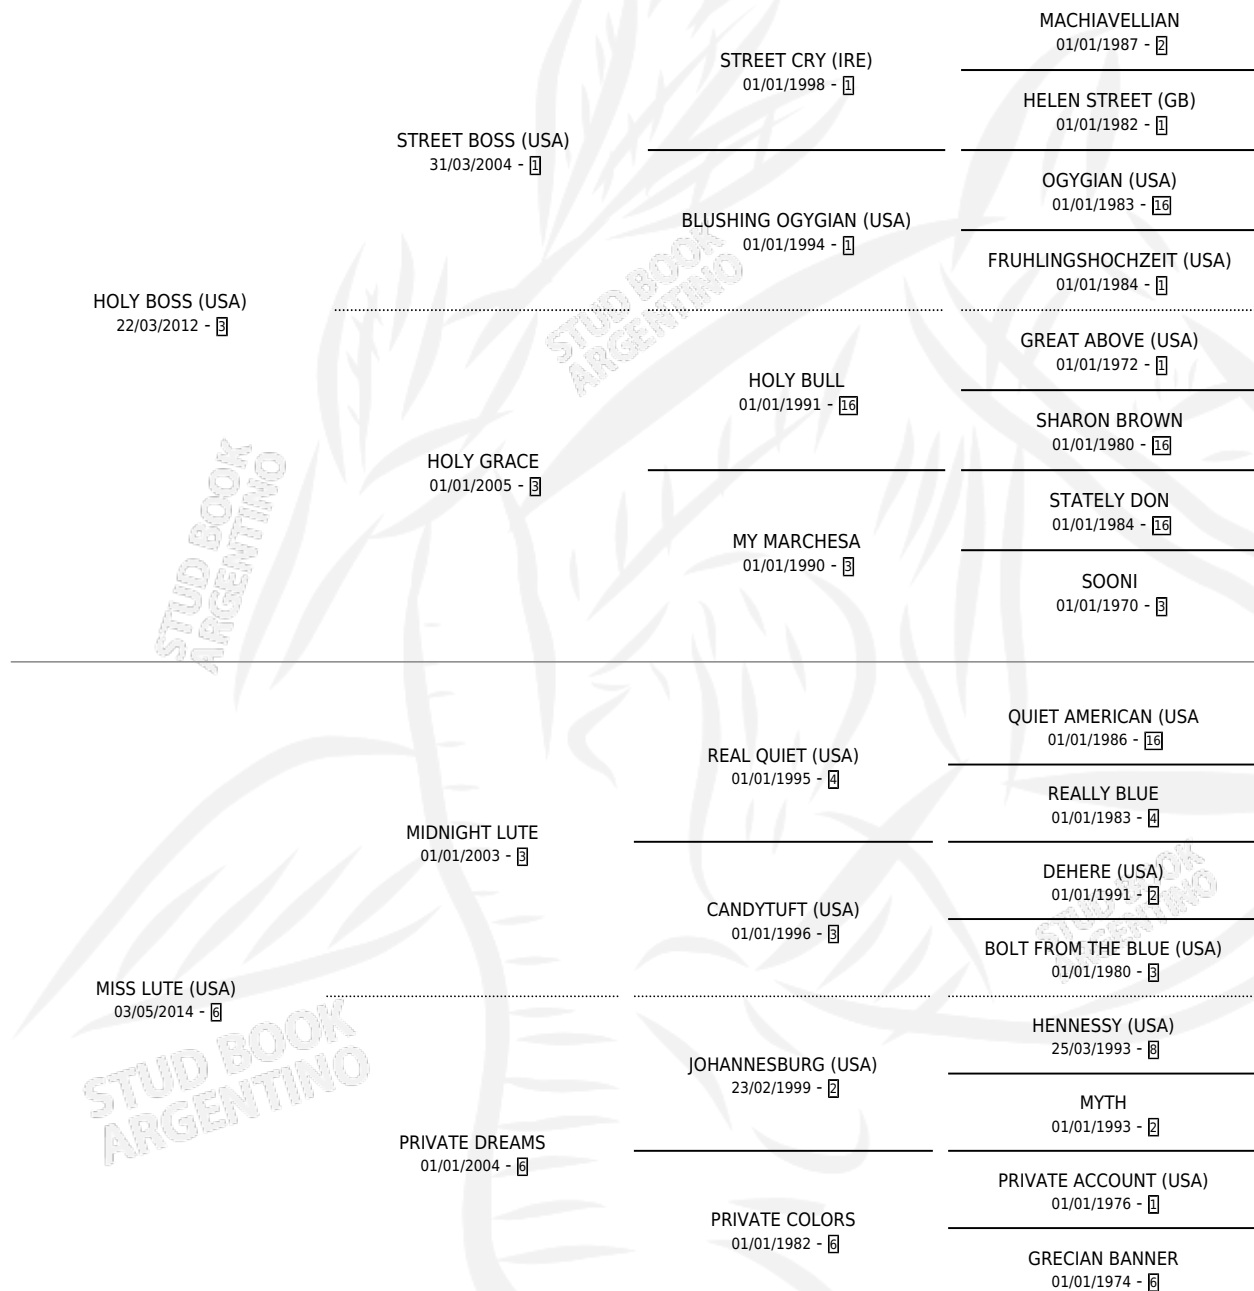 MACHIAVELLIAN
01/01/1987 - 2
STREET CRY (IRE)
01/01/1998 - 1
HELEN STREET (GB)
01/01/1982 - 1
STREET BOSS (USA)
31/03/2004 - 1
OGYGIAN (USA)
01/01/1983 - 16
BLUSHING OGYGIAN (USA)
01/01/1994 - 1
FRUHLINGSHOCHZEIT (USA)
01/01/1984 - 1
HOLY BOSS (USA)
22/03/2012 - 3
GREAT ABOVE (USA)
01/01/1972 - 1
HOLY BULL
01/01/1991 - 16
SHARON BROWN
01/01/1980 - 16
HOLY GRACE
01/01/2005 - 3
STATELY DON
01/01/1984 - 16
MY MARCHESA
01/01/1990 - 3
SOONI
01/01/1970 - 3
STUD BOOK
ARGENTINO
STUD BOOK
ARGENTINO
QUIET AMERICAN (USA
01/01/1986 - 16
REAL QUIET (USA)
01/01/1995 - 4
REALLY BLUE
01/01/1983 - 4
MIDNIGHT LUTE
01/01/2003 - 3
DEHERE (USA)
01/01/1991 - 2
CANDYTUFT (USA)
01/01/1996 - 3
BOLT FROM THE BLUE (USA)
01/01/1980 - 3
MISS LUTE (USA)
03/05/2014 - 6
HENNESSY (USA)
25/03/1993 - 8
JOHANNESBURG (USA)
23/02/1999 - 2
MYTH
01/01/1993 - 2
PRIVATE DREAMS
01/01/2004 - 6
PRIVATE ACCOUNT (USA)
01/01/1976 - 1
PRIVATE COLORS
01/01/1982 - 6
GRECIAN BANNER
01/01/1974 - 6
STUD BOOK
ARGENTINO
STUD BOOK
ARGENTINO